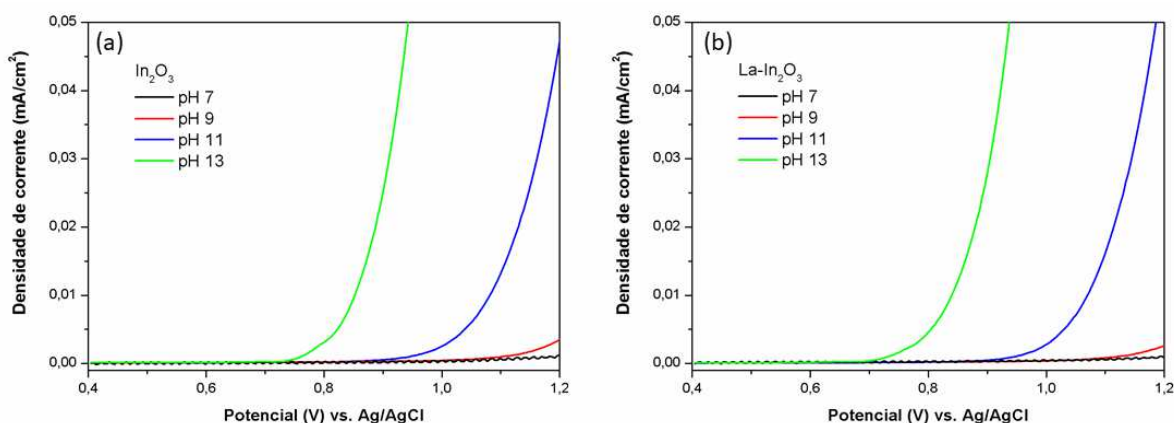 (a)
In₂O₃
pH 7
pH 9
pH 11
pH 13
Densidade de corrente (mA/cm²)
0,05
0,04
0,03
0,02
0,01
0,00
0,4 0,6 0,8 1,0 1,2
Potencial (V) vs. Ag/AgCl
(b)
La-In₂O₃
pH 7
pH 9
pH 11
pH 13
Densidade de corrente (mA/cm²)
0,05
0,04
0,03
0,02
0,01
0,00
0,4 0,6 0,8 1,0 1,2
Potencial (V) vs. Ag/AgCl